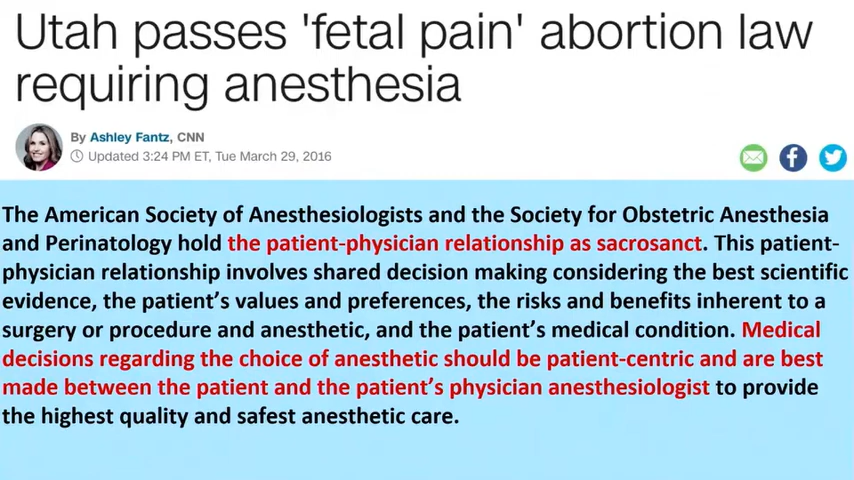 Utah passes 'fetal pain' abortion law
requiring anesthesia
By Ashley Fantz, CNN
Updated 3:24 PM ET, Tue March 29, 2016
The American Society of Anesthesiologists and the Society for Obstetric Anesthesia
and Perinatology hold the patient-physician relationship as sacrosanct. This patient-
physician relationship involves shared decision making considering the best scientific
evidence, the patient's values and preferences, the risks and benefits inherent to a
surgery or procedure and anesthetic, and the patient's medical condition. Medical
decisions regarding the choice of anesthetic should be patient-centric and are best
made between the patient and the patient's physician anesthesiologist to provide
the highest quality and safest anesthetic care.